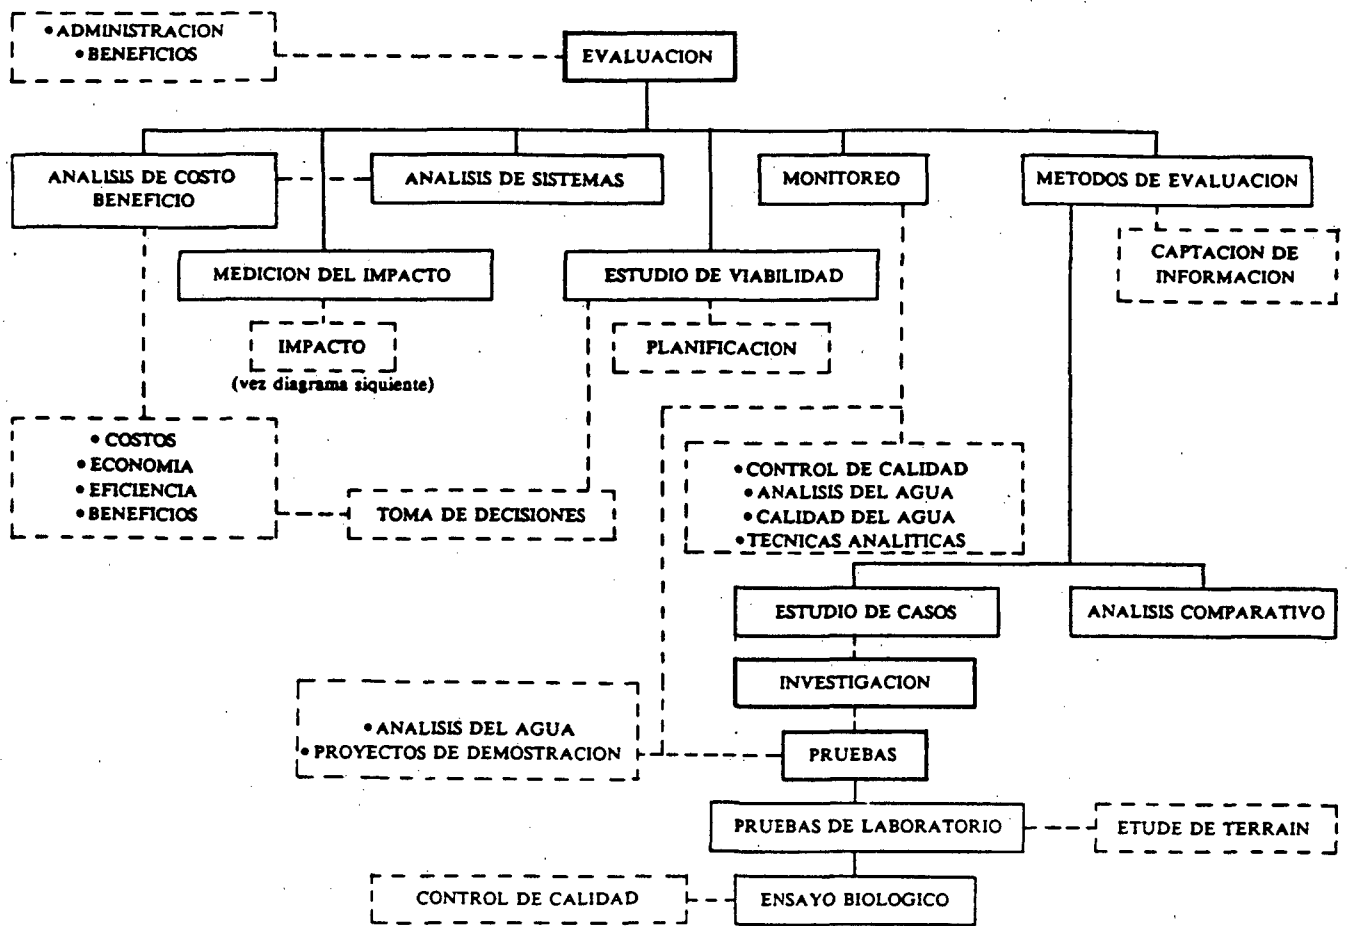 • ADMINISTRACION
• BENEFICIOS
EVALUACION
ANALISIS DE COSTO
BENEFICIO
ANALISIS DE SISTEMAS
MONITOREO
METODOS DE EVALUACION
CAPTACION DE
INFORMACION
MEDICION DEL IMPACTO
ESTUDIO DE VIABILIDAD
IMPACTO
(vez diagrama siquiente)
PLANIFICACION
• COSTOS
• ECONOMIA
• EFICIENCIA
• BENEFICIOS
TOMA DE DECISIONES
• CONTROL DE CALIDAD
• ANALISIS DEL AGUA
• CALIDAD DEL AGUA
• TECNICAS ANALITICAS
ESTUDIO DE CASOS
ANALISIS COMPARATIVO
INVESTIGACION
• ANALISIS DEL AGUA
• PROYECTOS DE DEMOSTRACION
PRUEBAS
PRUEBAS DE LABORATORIO
ETUDE DE TERRAIN
CONTROL DE CALIDAD
ENSAYO BIOLOGICO